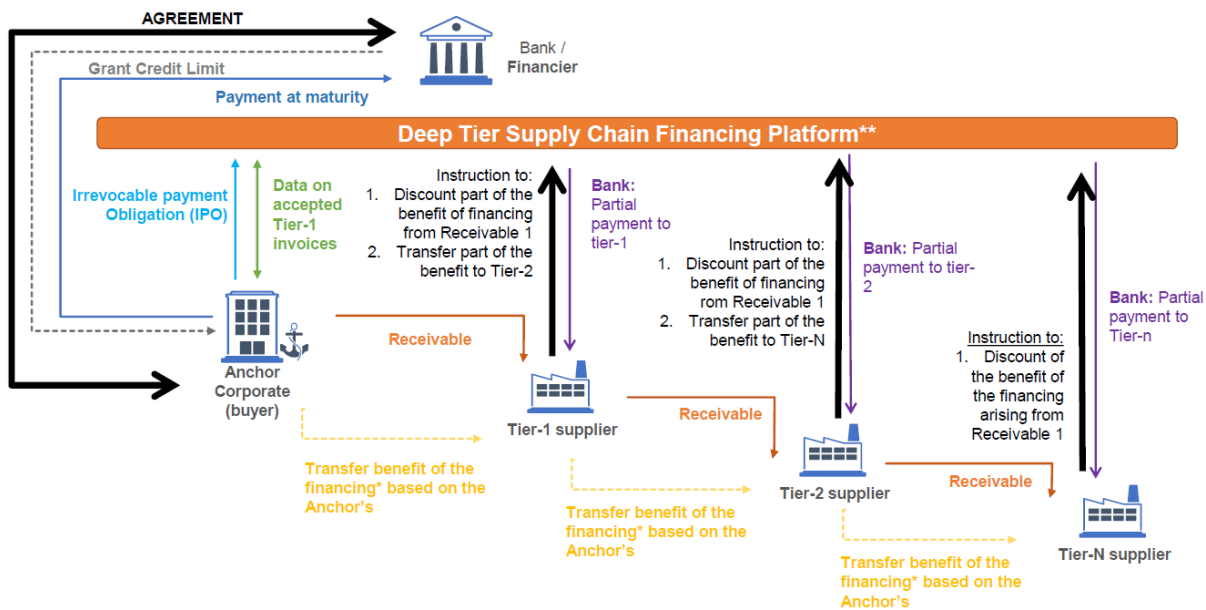 AGREEMENT
Bank /
Financier
Grant Credit Limit
Payment at maturity
Deep Tier Supply Chain Financing Platform**
Irrevocable payment
Obligation (IPO)
Data on
accepted
Tier-1
invoices
Instruction to:
1. Discount part of the
benefit of financing
from Receivable 1
2. Transfer part of the
benefit to Tier-2
Bank:
Partial
payment to
tier-1
Instruction to:
1. Discount part of the
benefit of financing
rom Receivable 1
2. Transfer part of the
benefit to Tier-N
Bank: Partial
payment to tier-
2
Instruction to:
1. Discount of
the benefit of
the financing
arising from
Receivable 1
Bank: Partial
payment to
Tier-n
Anchor
Corporate
(buyer)
Receivable
Tier-1 supplier
Receivable
Tier-2 supplier
Receivable
Tier-N supplier
Transfer benefit of the
financing* based on the
Anchor's
Transfer benefit of the
financing* based on the
Anchor's
Transfer benefit of the
financing* based on the
Anchor's